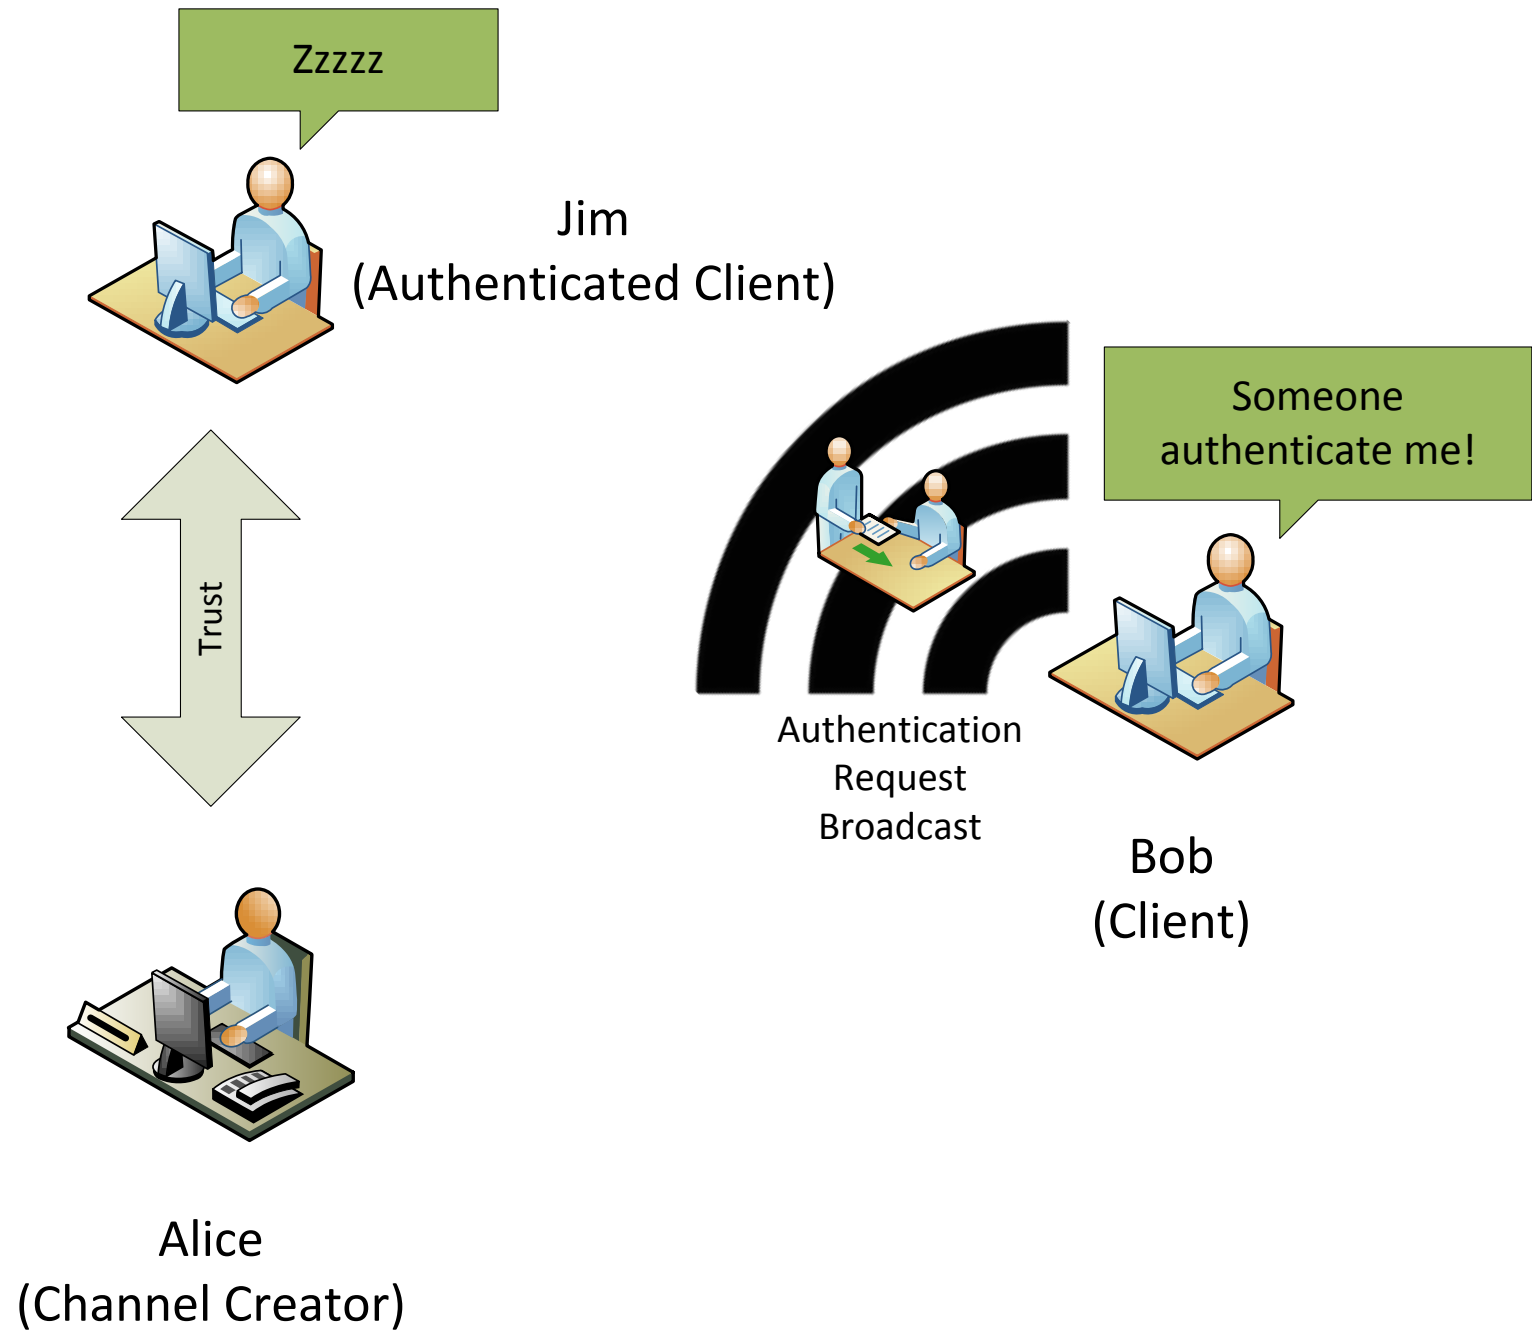 Zzzzz
Jim
(Authenticated Client)
Someone
authenticate me!
Trust
Authentication
Request
Broadcast
Bob
(Client)
Alice
(Channel Creator)